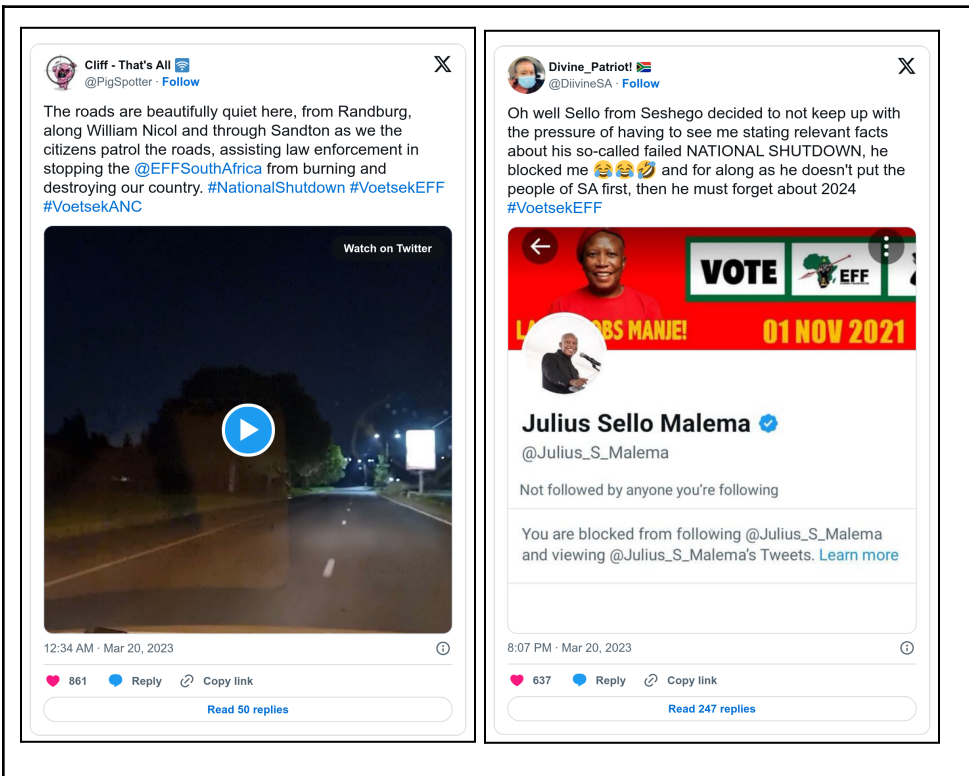 Cliff - That's All 🛜
@PigSpotter · Follow
The roads are beautifully quiet here, from Randburg,
along William Nicol and through Sandton as we the
citizens patrol the roads, assisting law enforcement in
stopping the @EFFSouthAfrica from burning and
destroying our country. #NationalShutdown #VoetsekEFF
#VoetsekANC
Watch on Twitter
12:34 AM · Mar 20, 2023
861 Reply Copy link
Read 50 replies
Divine_Patriot! 🇿🇦
@DiivineSA · Follow
Oh well Sello from Seshego decided to not keep up with
the pressure of having to see me stating relevant facts
about his so-called failed NATIONAL SHUTDOWN, he
blocked me 😂😂🤣 and for along as he doesn't put the
people of SA first, then he must forget about 2024
#VoetsekEFF
VOTE EFF
BS MANJE! 01 NOV 2021
Julius Sello Malema
@Julius_S_Malema
Not followed by anyone you're following
You are blocked from following @Julius_S_Malema
and viewing @Julius_S_Malema's Tweets. Learn more
8:07 PM · Mar 20, 2023
637 Reply Copy link
Read 247 replies